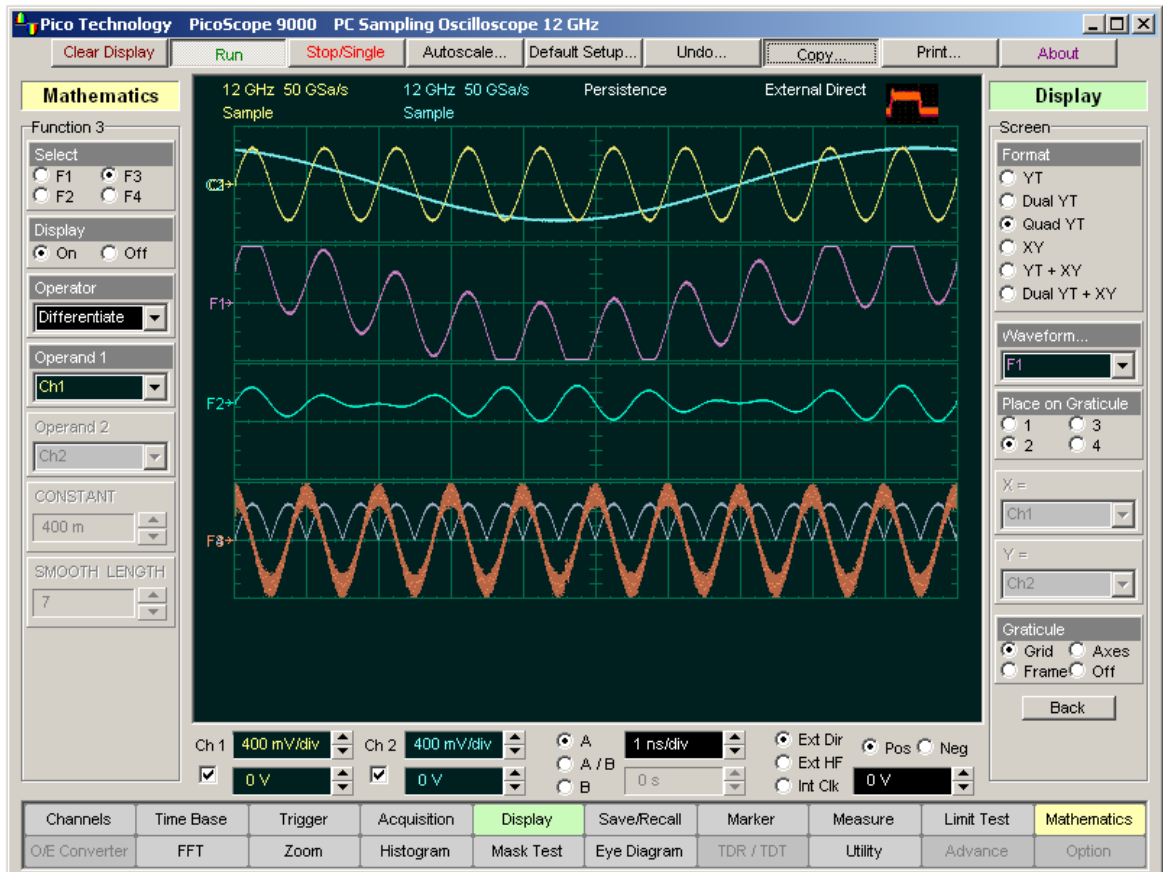 Pico Technology PicoScope 9000 PC Sampling Oscilloscope 12 GHz
Clear Display Run Stop/Single Autoscale... Default Setup... Undo... Copy... Print... About
Mathematics
Function 3
Select
F1 F3
F2 F4
Display
On Off
Operator
Differentiate
Operand 1
Ch1
Operand 2
Ch2
CONSTANT
400 m
SMOOTH LENGTH
7
12 GHz 50 GSa/s 12 GHz 50 GSa/s Persistence External Direct
Sample Sample
F1
F2
Display
Screen
Format
YT
Dual YT
Quad YT
XY
YT + XY
Dual YT + XY
Waveform...
F1
Place on Graticule
1 3
2 4
X =
Ch1
Y =
Ch2
Graticule
Grid Axes
Frame Off
Back
Ch 1 400 mV/div Ch 2 400 mV/div A 1 ns/div Ext Dir Pos Neg
A / B Ext HF
0 V 0 V B 0 s Int Clk 0 V
Channels Time Base Trigger Acquisition Display Save/Recall Marker Measure Limit Test Mathematics
O/E Converter FFT Zoom Histogram Mask Test Eye Diagram TDR / TDT Utility Advance Option